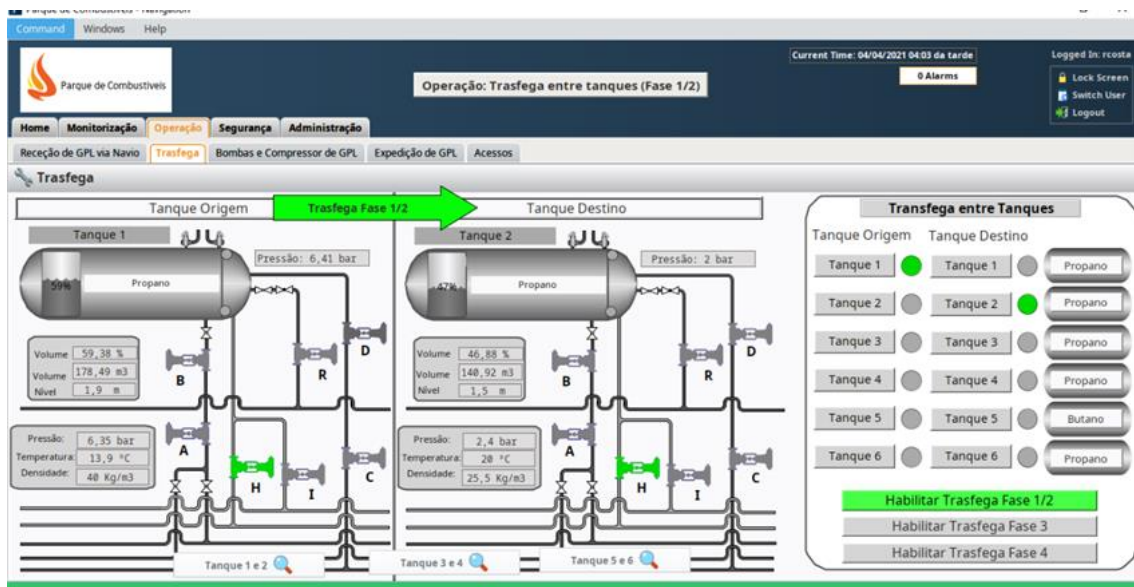 Parque de Combustíveis - Navigation
Command Windows Help
Parque de Combustíveis
Operação: Trasfega entre tanques (Fase 1/2)
Current Time: 04/04/2021 04:03 da tarde
0 Alarms
Logged In: rcosta
Lock Screen
Switch User
Logout
Home Monitorização Operação Segurança Administração
Receção de GPL via Navio Trasfega Bombas e Compressor de GPL Expedição de GPL Acessos
Trasfega
Tanque Origem
Trasfega Fase 1/2
Tanque Destino
Tanque 1
Pressão: 6,41 bar
59%
Propano
D
R
B
Volume 59,38 %
Volume 178,49 m3
Nivel 1,9 m
A
Pressão: 6,35 bar
Temperatura: 13,9 °C
Densidade: 40 Kg/m3
H
I
C
Tanque 2
Pressão: 2 bar
47%
Propano
D
R
B
Volume 46,88 %
Volume 140,92 m3
Nivel 1,5 m
A
Pressão: 2,4 bar
Temperatura: 20 °C
Densidade: 25,5 Kg/m3
H
I
C
Tanque 1 e 2
Tanque 3 e 4
Tanque 5 e 6
Transfega entre Tanques
Tanque Origem Tanque Destino
Tanque 1 Tanque 1 Propano
Tanque 2 Tanque 2 Propano
Tanque 3 Tanque 3 Propano
Tanque 4 Tanque 4 Propano
Tanque 5 Tanque 5 Butano
Tanque 6 Tanque 6 Propano
Habilitar Trasfega Fase 1/2
Habilitar Trasfega Fase 3
Habilitar Trasfega Fase 4